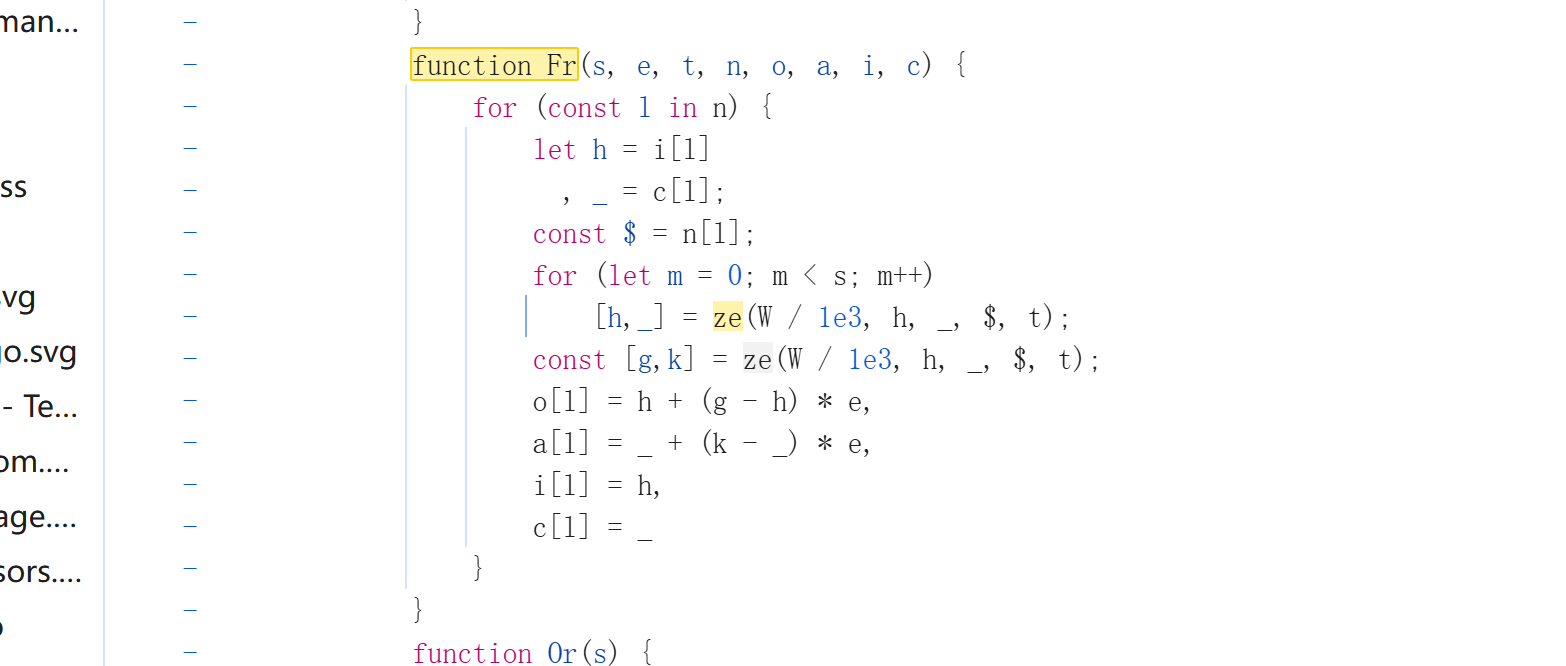 man...
ss
svg
go.svg
- Te...
om....
age....
sors....
}
function Fr(s, e, t, n, o, a, i, c) {
for (const l in n) {
let h = i[l]
, _ = c[l];
const $ = n[l];
for (let m = 0; m < s; m++)
[h,_] = ze(W / 1e3, h, _, $, t);
const [g,k] = ze(W / 1e3, h, _, $, t);
o[l] = h + (g - h) * e,
a[l] = _ + (k - _) * e,
i[l] = h,
c[l] = _
}
}
function Or(s) {